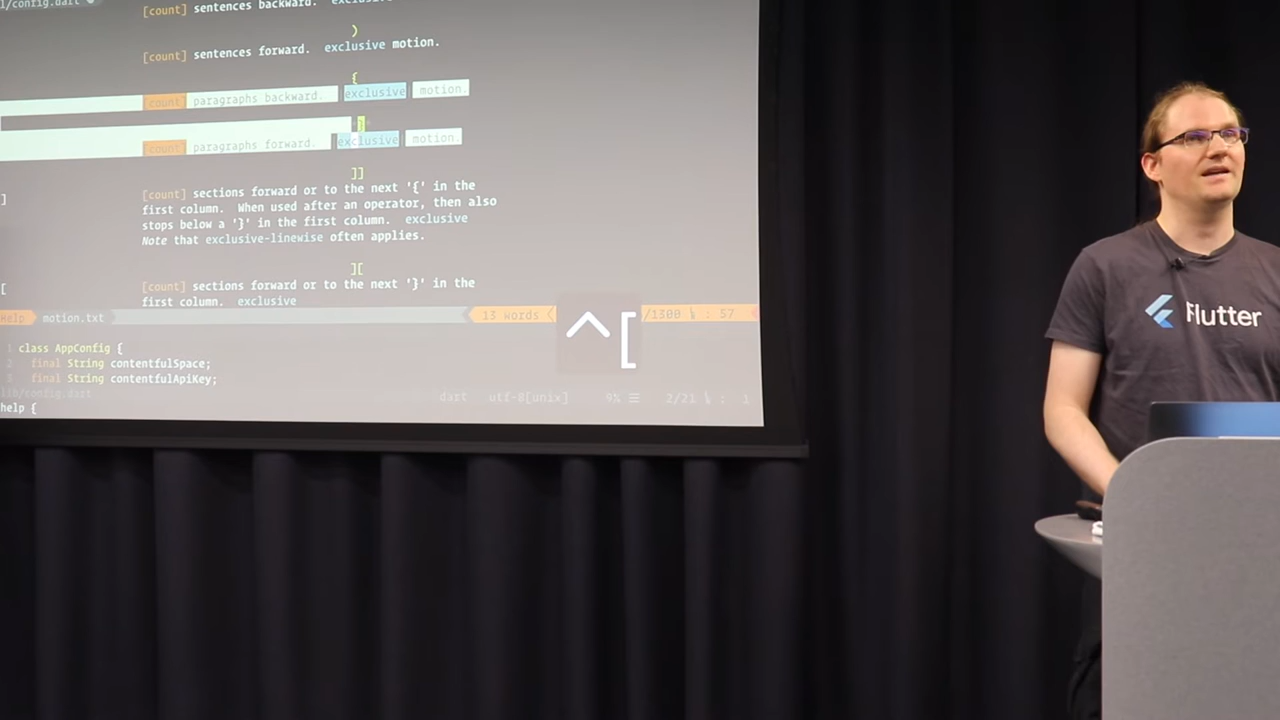 l/config.dart
[count] sentences backward.
)
[count] sentences forward. exclusive motion.
{
[count] paragraphs backward. exclusive motion.
}
[count] paragraphs forward. exclusive motion.
]]
] [count] sections forward or to the next '{' in the
first column. When used after an operator, then also
stops below a '}' in the first column. exclusive
Note that exclusive-linewise often applies.
][
[ [count] sections forward or to the next '}' in the
first column. exclusive
help motion.txt 13 words /1300 : 57
1 class AppConfig {
2 final String contentfulSpace;
3 final String contentfulApiKey;
lib/config.dart dart utf-8[unix] 9% ☰ 2/21 : 1
help {
^[
Flutter